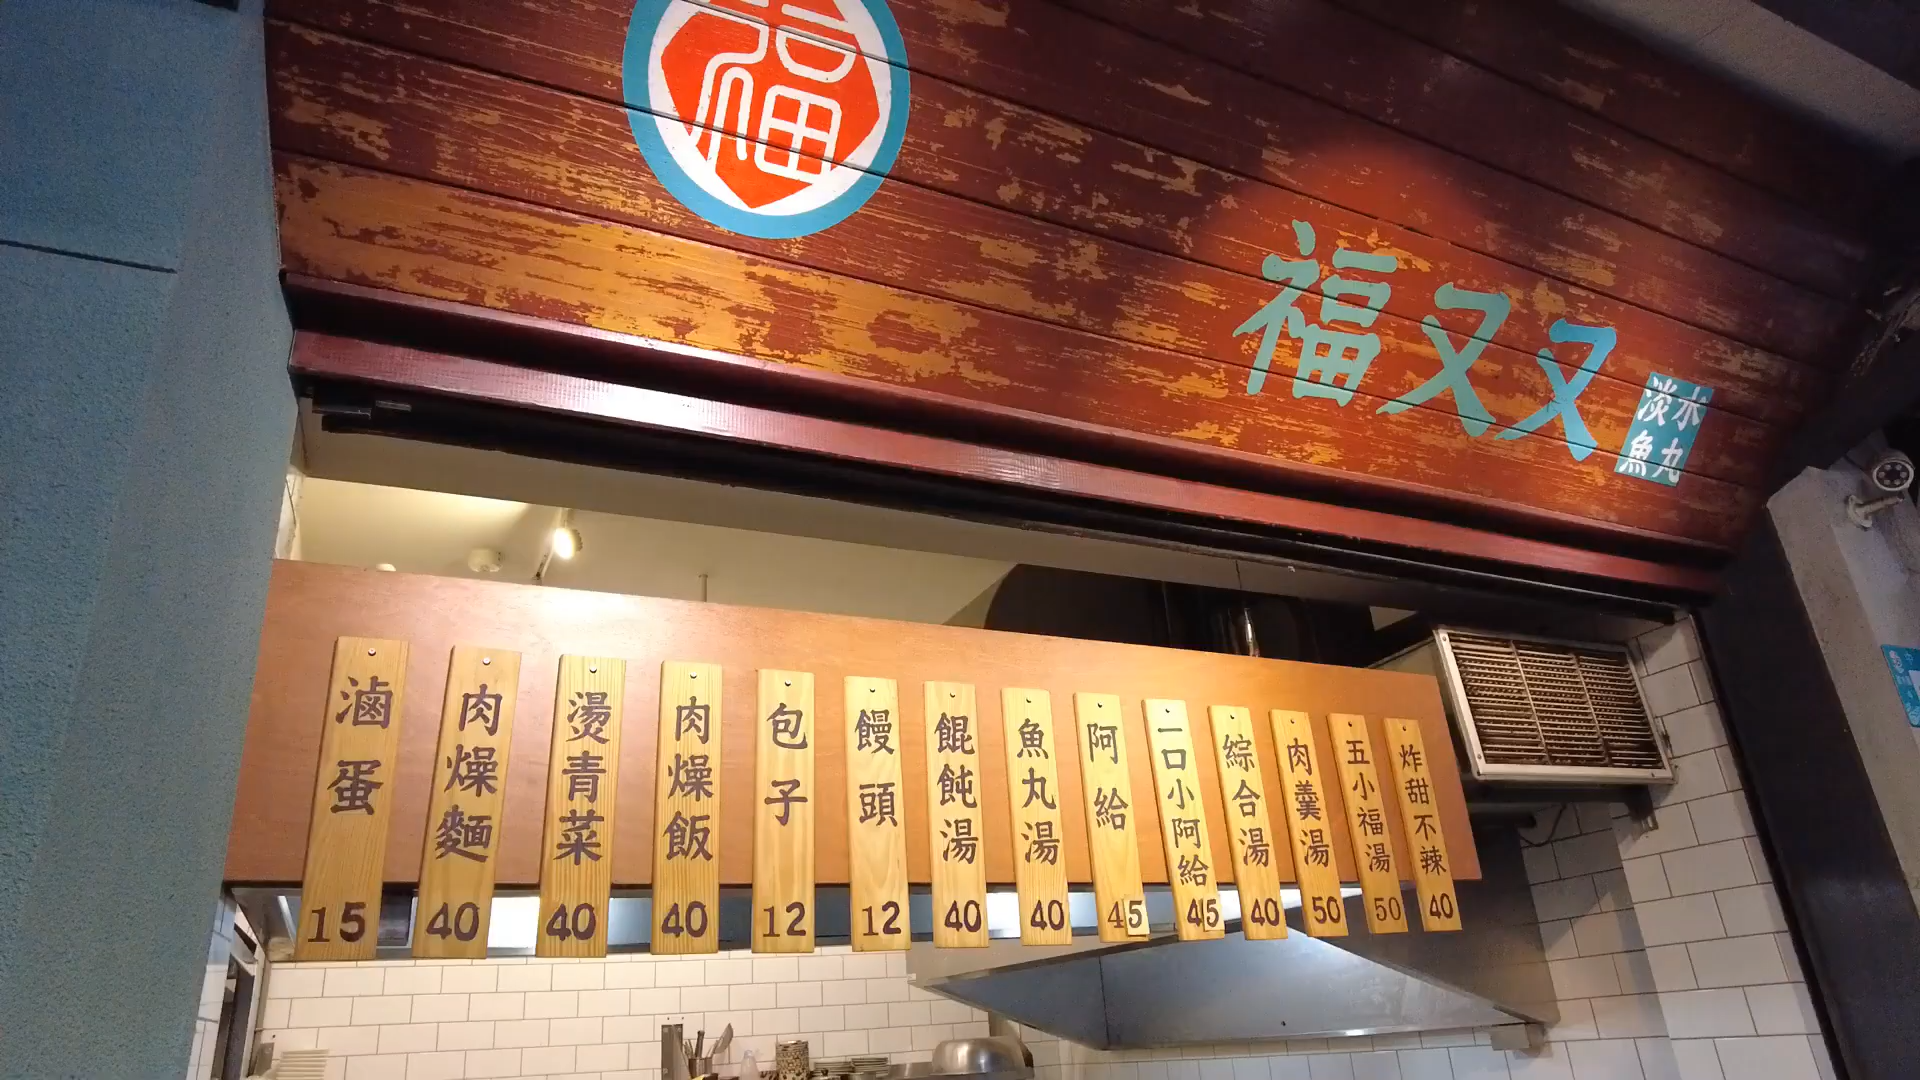 福
福又又
淡水
魚丸
滷蛋 15
肉燥麵 40
燙青菜 40
肉燥飯 40
包子 12
饅頭 12
餛飩湯 40
魚丸湯 40
阿給 45
一口小阿給 45
綜合湯 40
肉羹湯 50
五小福湯 50
炸甜不辣 40